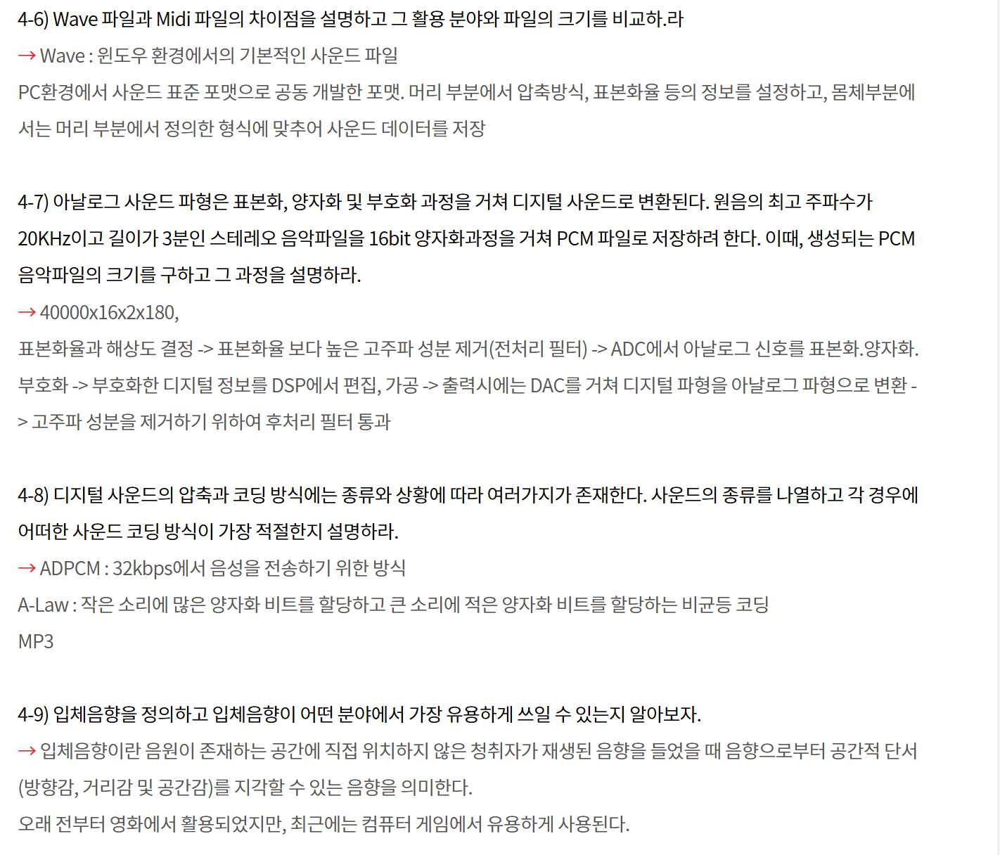 4-6) Wave 파일과 Midi 파일의 차이점을 설명하고 그 활용 분야와 파일의 크기를 비교하.라
→ Wave : 윈도우 환경에서의 기본적인 사운드 파일
PC환경에서 사운드 표준 포맷으로 공동 개발한 포맷. 머리 부분에서 압축방식, 표본화율 등의 정보를 설정하고, 몸체부분에
서는 머리 부분에서 정의한 형식에 맞추어 사운드 데이터를 저장
4-7) 아날로그 사운드 파형은 표본화, 양자화 및 부호화 과정을 거쳐 디지털 사운드로 변환된다. 원음의 최고 주파수가
20KHz이고 길이가 3분인 스테레오 음악파일을 16bit 양자화과정을 거쳐 PCM 파일로 저장하려 한다. 이때, 생성되는 PCM
음악파일의 크기를 구하고 그 과정을 설명하라.
→ 40000x16x2x180,
표본화율과 해상도 결정 -> 표본화율 보다 높은 고주파 성분 제거(전처리 필터) -> ADC에서 아날로그 신호를 표본화.양자화.
부호화 -> 부호화한 디지털 정보를 DSP에서 편집, 가공 -> 출력시에는 DAC를 거쳐 디지털 파형을 아날로그 파형으로 변환 -
> 고주파 성분을 제거하기 위하여 후처리 필터 통과
4-8) 디지털 사운드의 압축과 코딩 방식에는 종류와 상황에 따라 여러가지가 존재한다. 사운드의 종류를 나열하고 각 경우에
어떠한 사운드 코딩 방식이 가장 적절한지 설명하라.
→ ADPCM : 32kbps에서 음성을 전송하기 위한 방식
A-Law : 작은 소리에 많은 양자화 비트를 할당하고 큰 소리에 적은 양자화 비트를 할당하는 비균등 코딩
MP3
4-9) 입체음향을 정의하고 입체음향이 어떤 분야에서 가장 유용하게 쓰일 수 있는지 알아보자.
→ 입체음향이란 음원이 존재하는 공간에 직접 위치하지 않은 청취자가 재생된 음향을 들었을 때 음향으로부터 공간적 단서
(방향감, 거리감 및 공간감)를 지각할 수 있는 음향을 의미한다.
오래 전부터 영화에서 활용되었지만, 최근에는 컴퓨터 게임에서 유용하게 사용된다.